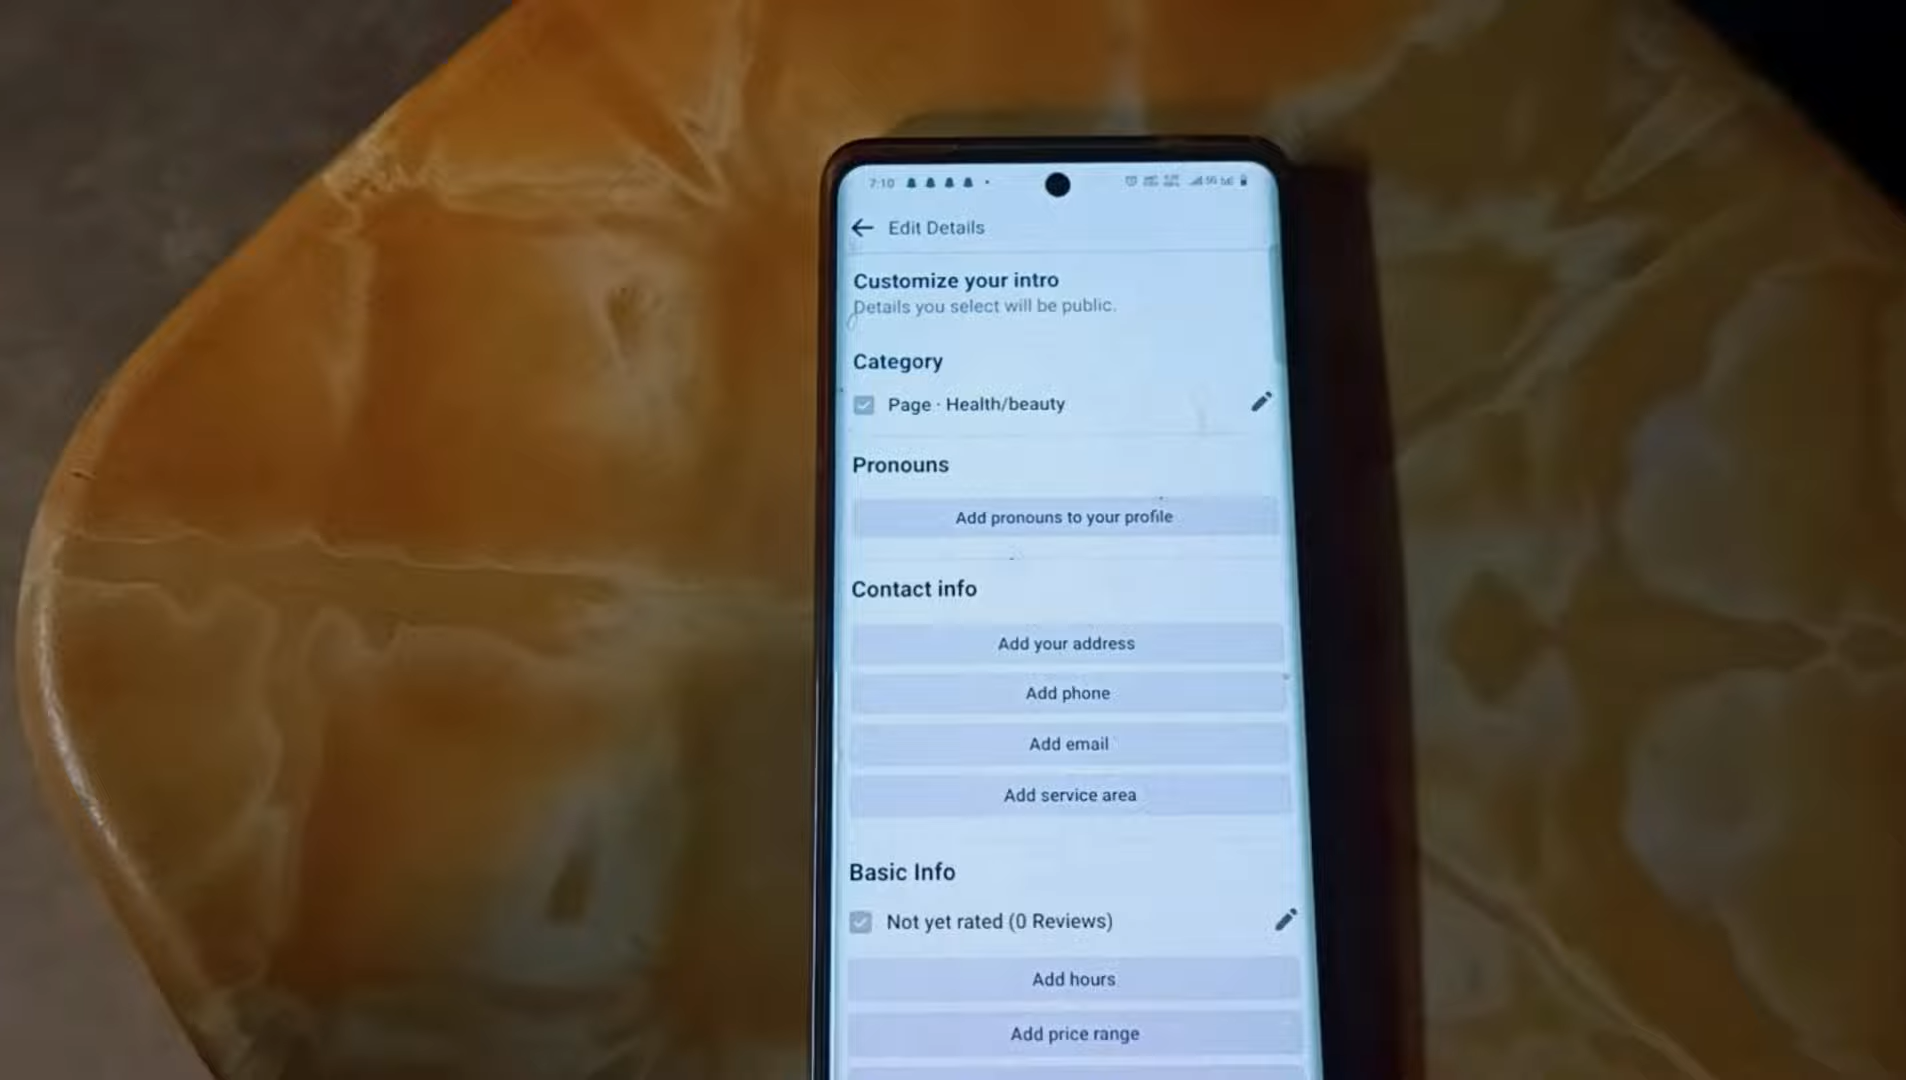 7:10
Edit Details
Customize your intro
Details you select will be public.
Category
Page · Health/beauty
Pronouns
Add pronouns to your profile
Contact info
Add your address
Add phone
Add email
Add service area
Basic Info
Not yet rated (0 Reviews)
Add hours
Add price range